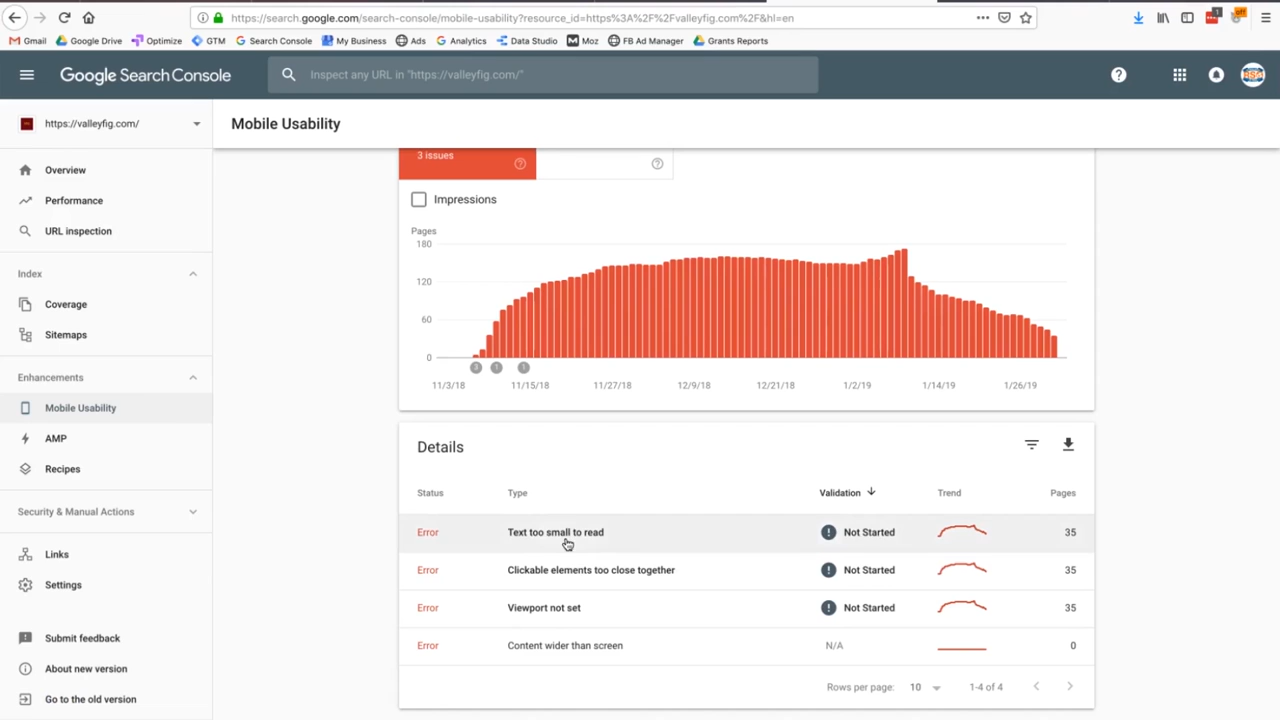 https://search.google.com/search-console/mobile-usability?resource_id=https%3A%2F%2Fvalleyfig.com%2F&hl=en
Gmail Google Drive Optimize GTM Search Console My Business Ads Analytics Data Studio Moz FB Ad Manager Grants Reports
Google Search Console
Inspect any URL in "https://valleyfig.com/"
https://valleyfig.com/
Mobile Usability
Overview
Performance
URL inspection
Index
Coverage
Sitemaps
Enhancements
Mobile Usability
AMP
Recipes
Security & Manual Actions
Links
Settings
Submit feedback
About new version
Go to the old version
3 issues
Impressions
Pages
180
120
60
0
3 1 1
11/3/18 11/15/18 11/27/18 12/9/18 12/21/18 1/2/19 1/14/19 1/26/19
Details
Status Type Validation Trend Pages
Error Text too small to read Not Started 35
Error Clickable elements too close together Not Started 35
Error Viewport not set Not Started 35
Error Content wider than screen N/A 0
Rows per page: 10 1-4 of 4